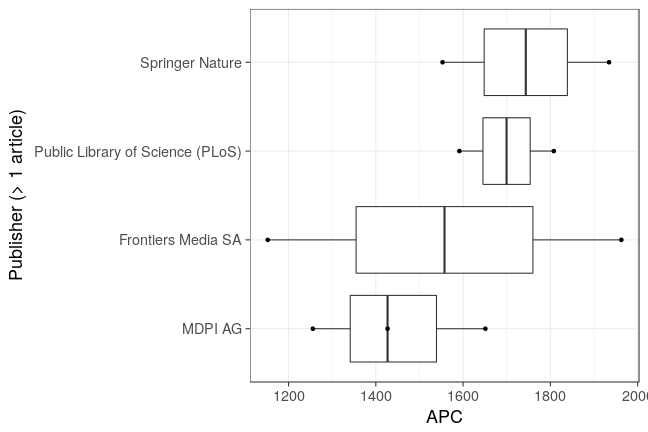 Springer Nature
Public Library of Science (PLoS)
Frontiers Media SA
MDPI AG
Publisher (> 1 article)
1200 1400 1600 1800 200
APC